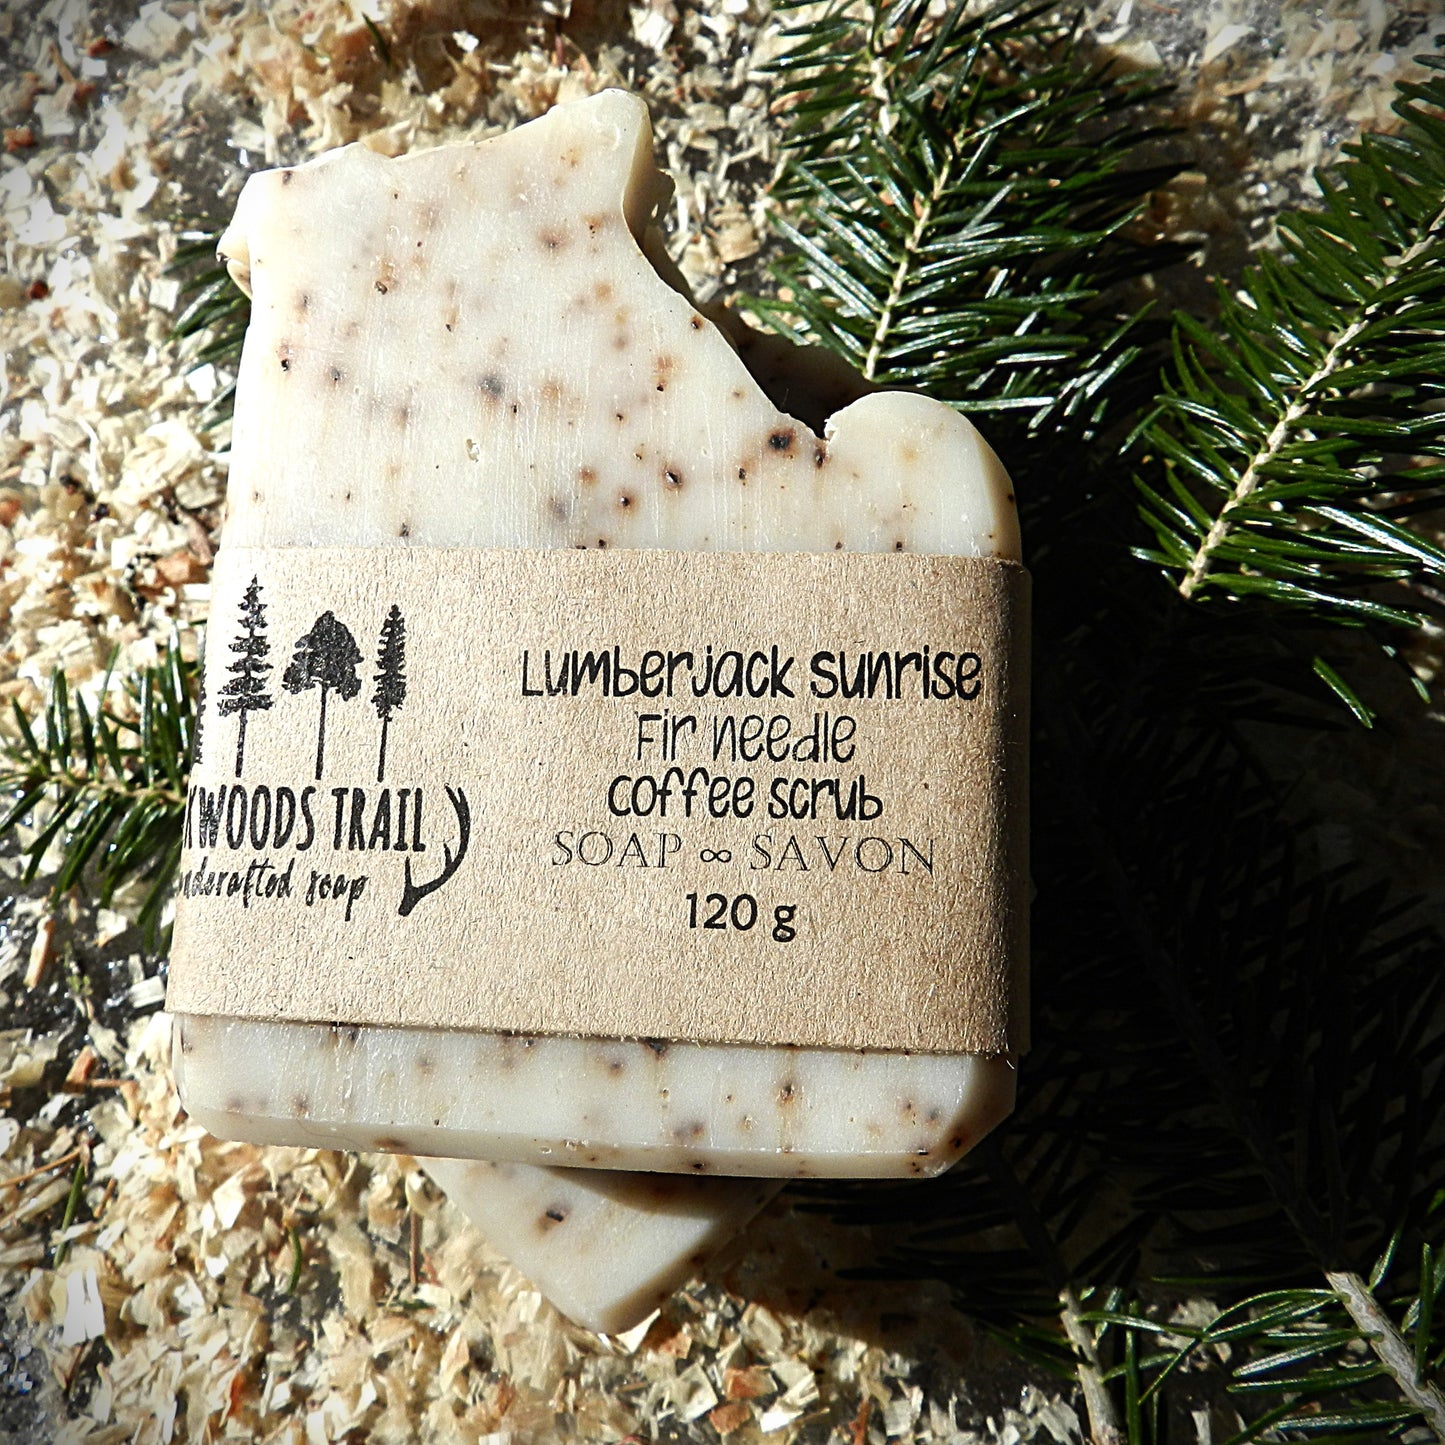 WOODS TRAIL
soap
Lumberjack Sunrise
Fir Needle
Coffee Scrub
SOAP ∞ SAVON
120 g